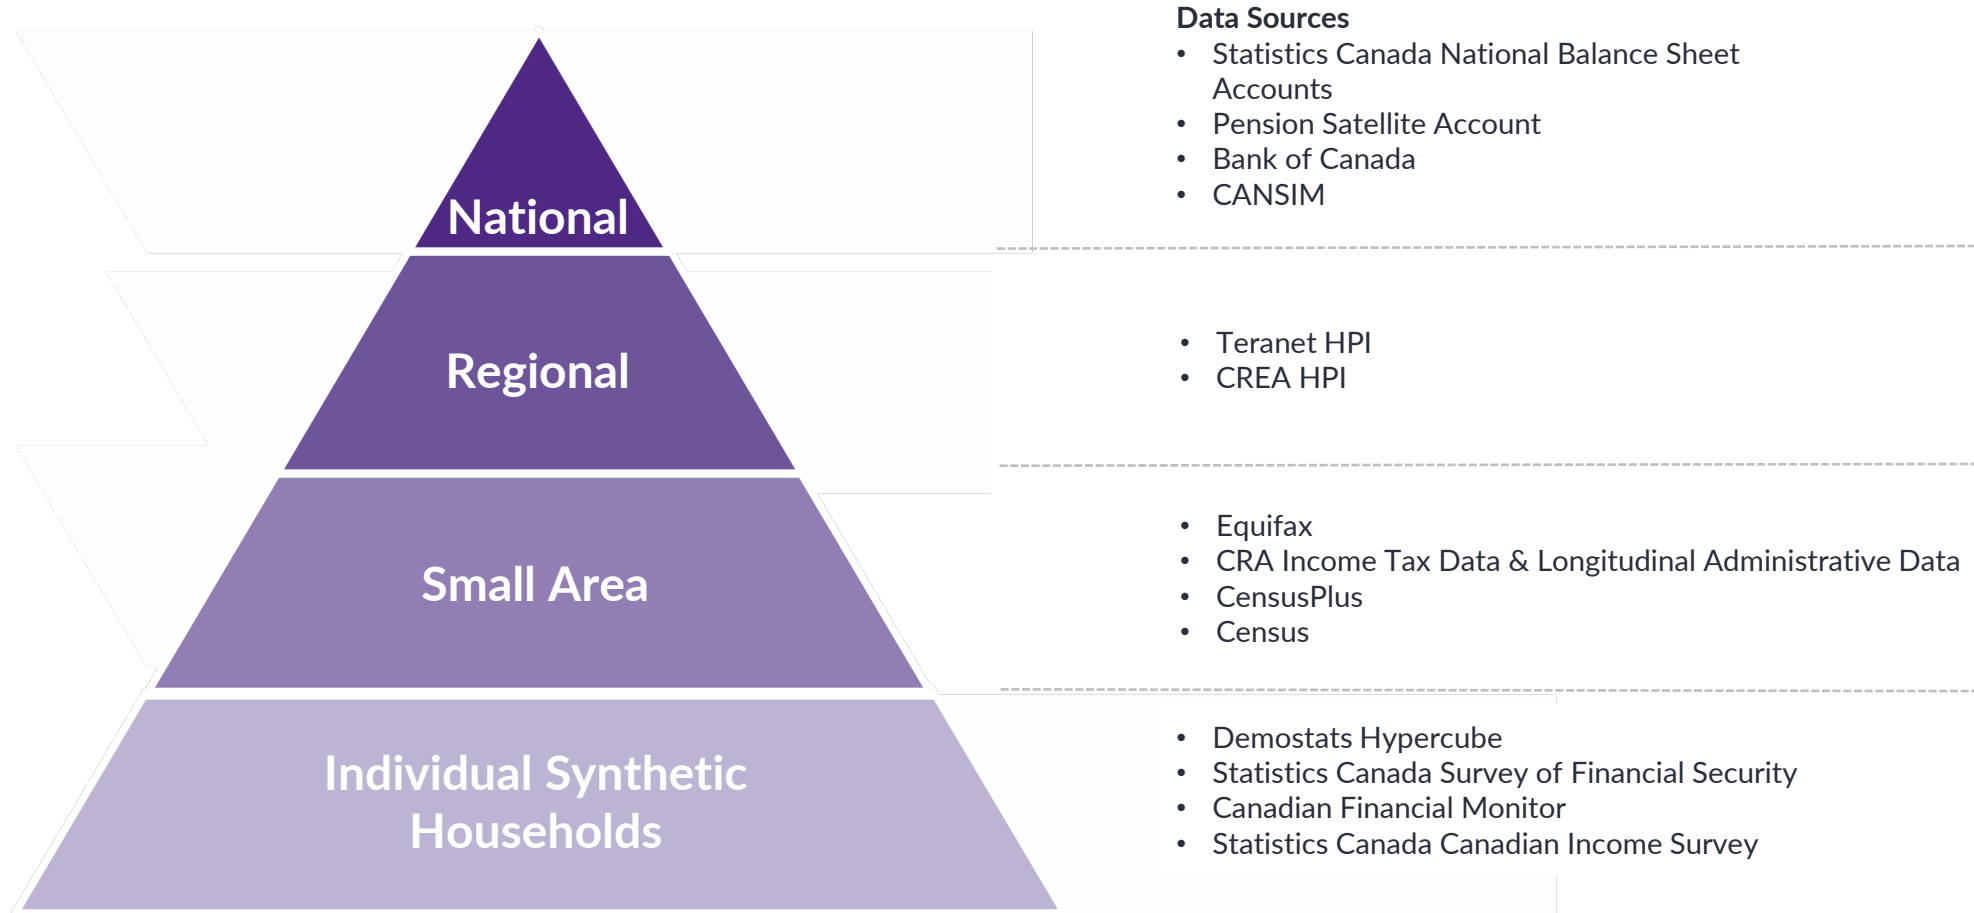 Data Sources
• Statistics Canada National Balance Sheet
Accounts
• Pension Satellite Account
• Bank of Canada
• CANSIM
National
Regional
• Teranet HPI
• CREA HPI
Small Area
• Equifax
• CRA Income Tax Data & Longitudinal Administrative Data
• CensusPlus
• Census
Individual Synthetic
Households
• Demostats Hypercube
• Statistics Canada Survey of Financial Security
• Canadian Financial Monitor
• Statistics Canada Canadian Income Survey